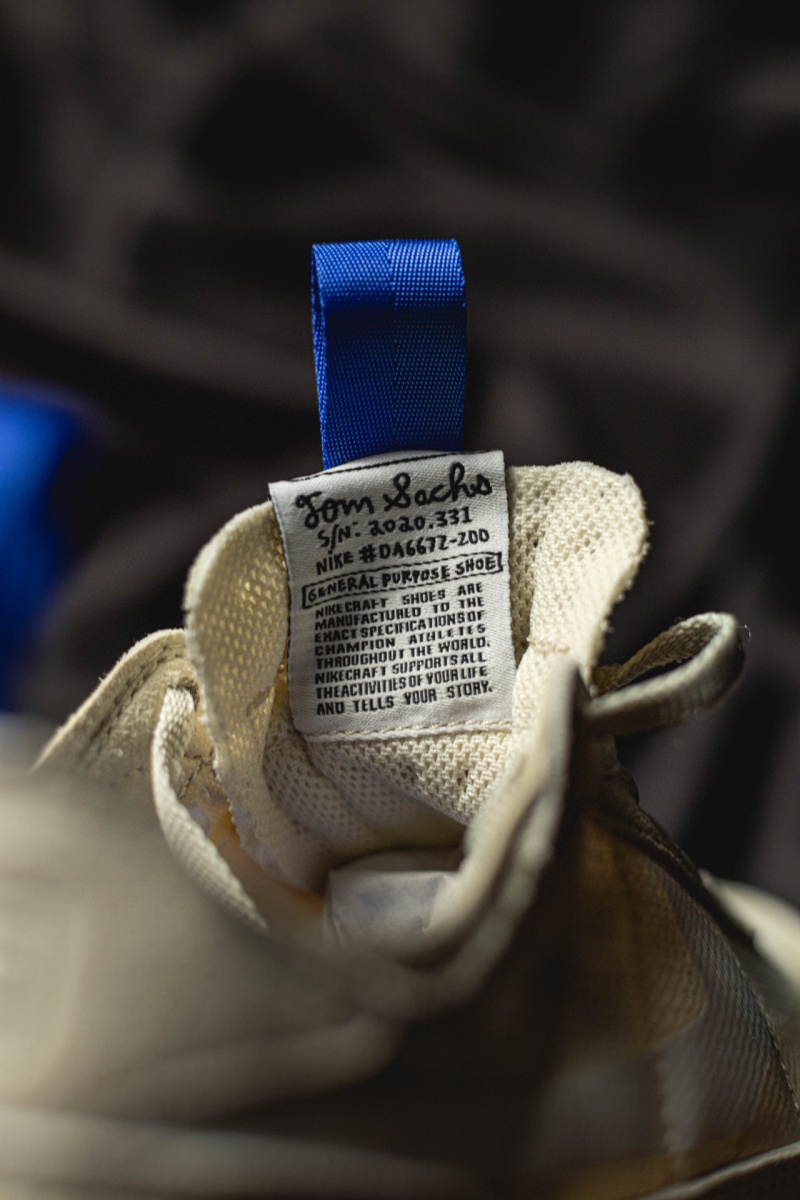 Tom Sachs
S/N: 2020.331
NIKE #DA6672-200
GENERAL PURPOSE SHOE
NIKECRAFT SHOES ARE
MANUFACTURED TO THE
EXACT SPECIFICATIONS OF
CHAMPION ATHLETES
THROUGHOUT THE WORLD.
NIKECRAFT SUPPORTS ALL
THE ACTIVITIES OF YOUR LIFE
AND TELLS YOUR STORY.